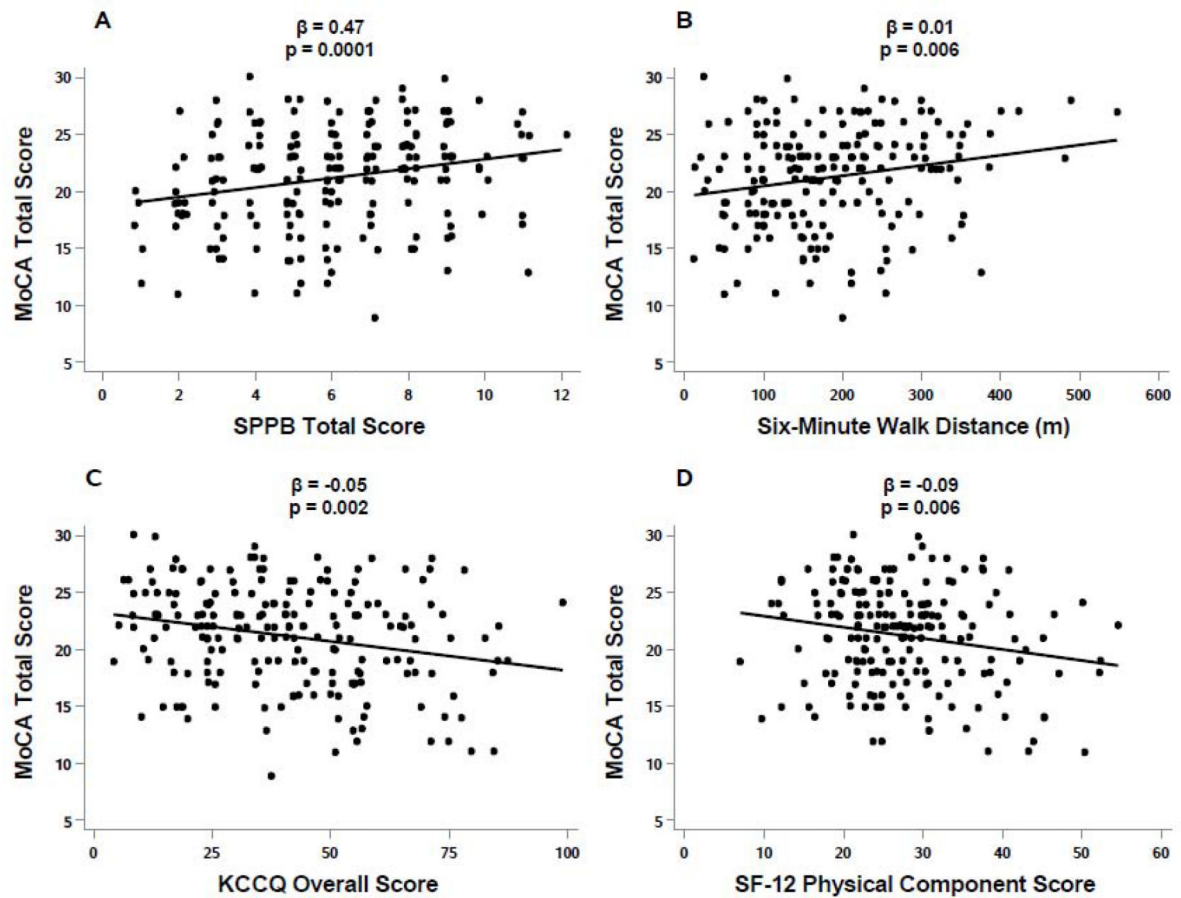 A
β = 0.47
p = 0.0001
MoCA Total Score
30
25
20
15
10
5
0 2 4 6 8 10 12
SPPB Total Score
B
β = 0.01
p = 0.006
MoCA Total Score
30
25
20
15
10
5
0 100 200 300 400 500 600
Six-Minute Walk Distance (m)
C
β = -0.05
p = 0.002
MoCA Total Score
30
25
20
15
10
5
0 25 50 75 100
KCCQ Overall Score
D
β = -0.09
p = 0.006
MoCA Total Score
30
25
20
15
10
5
0 10 20 30 40 50 60
SF-12 Physical Component Score